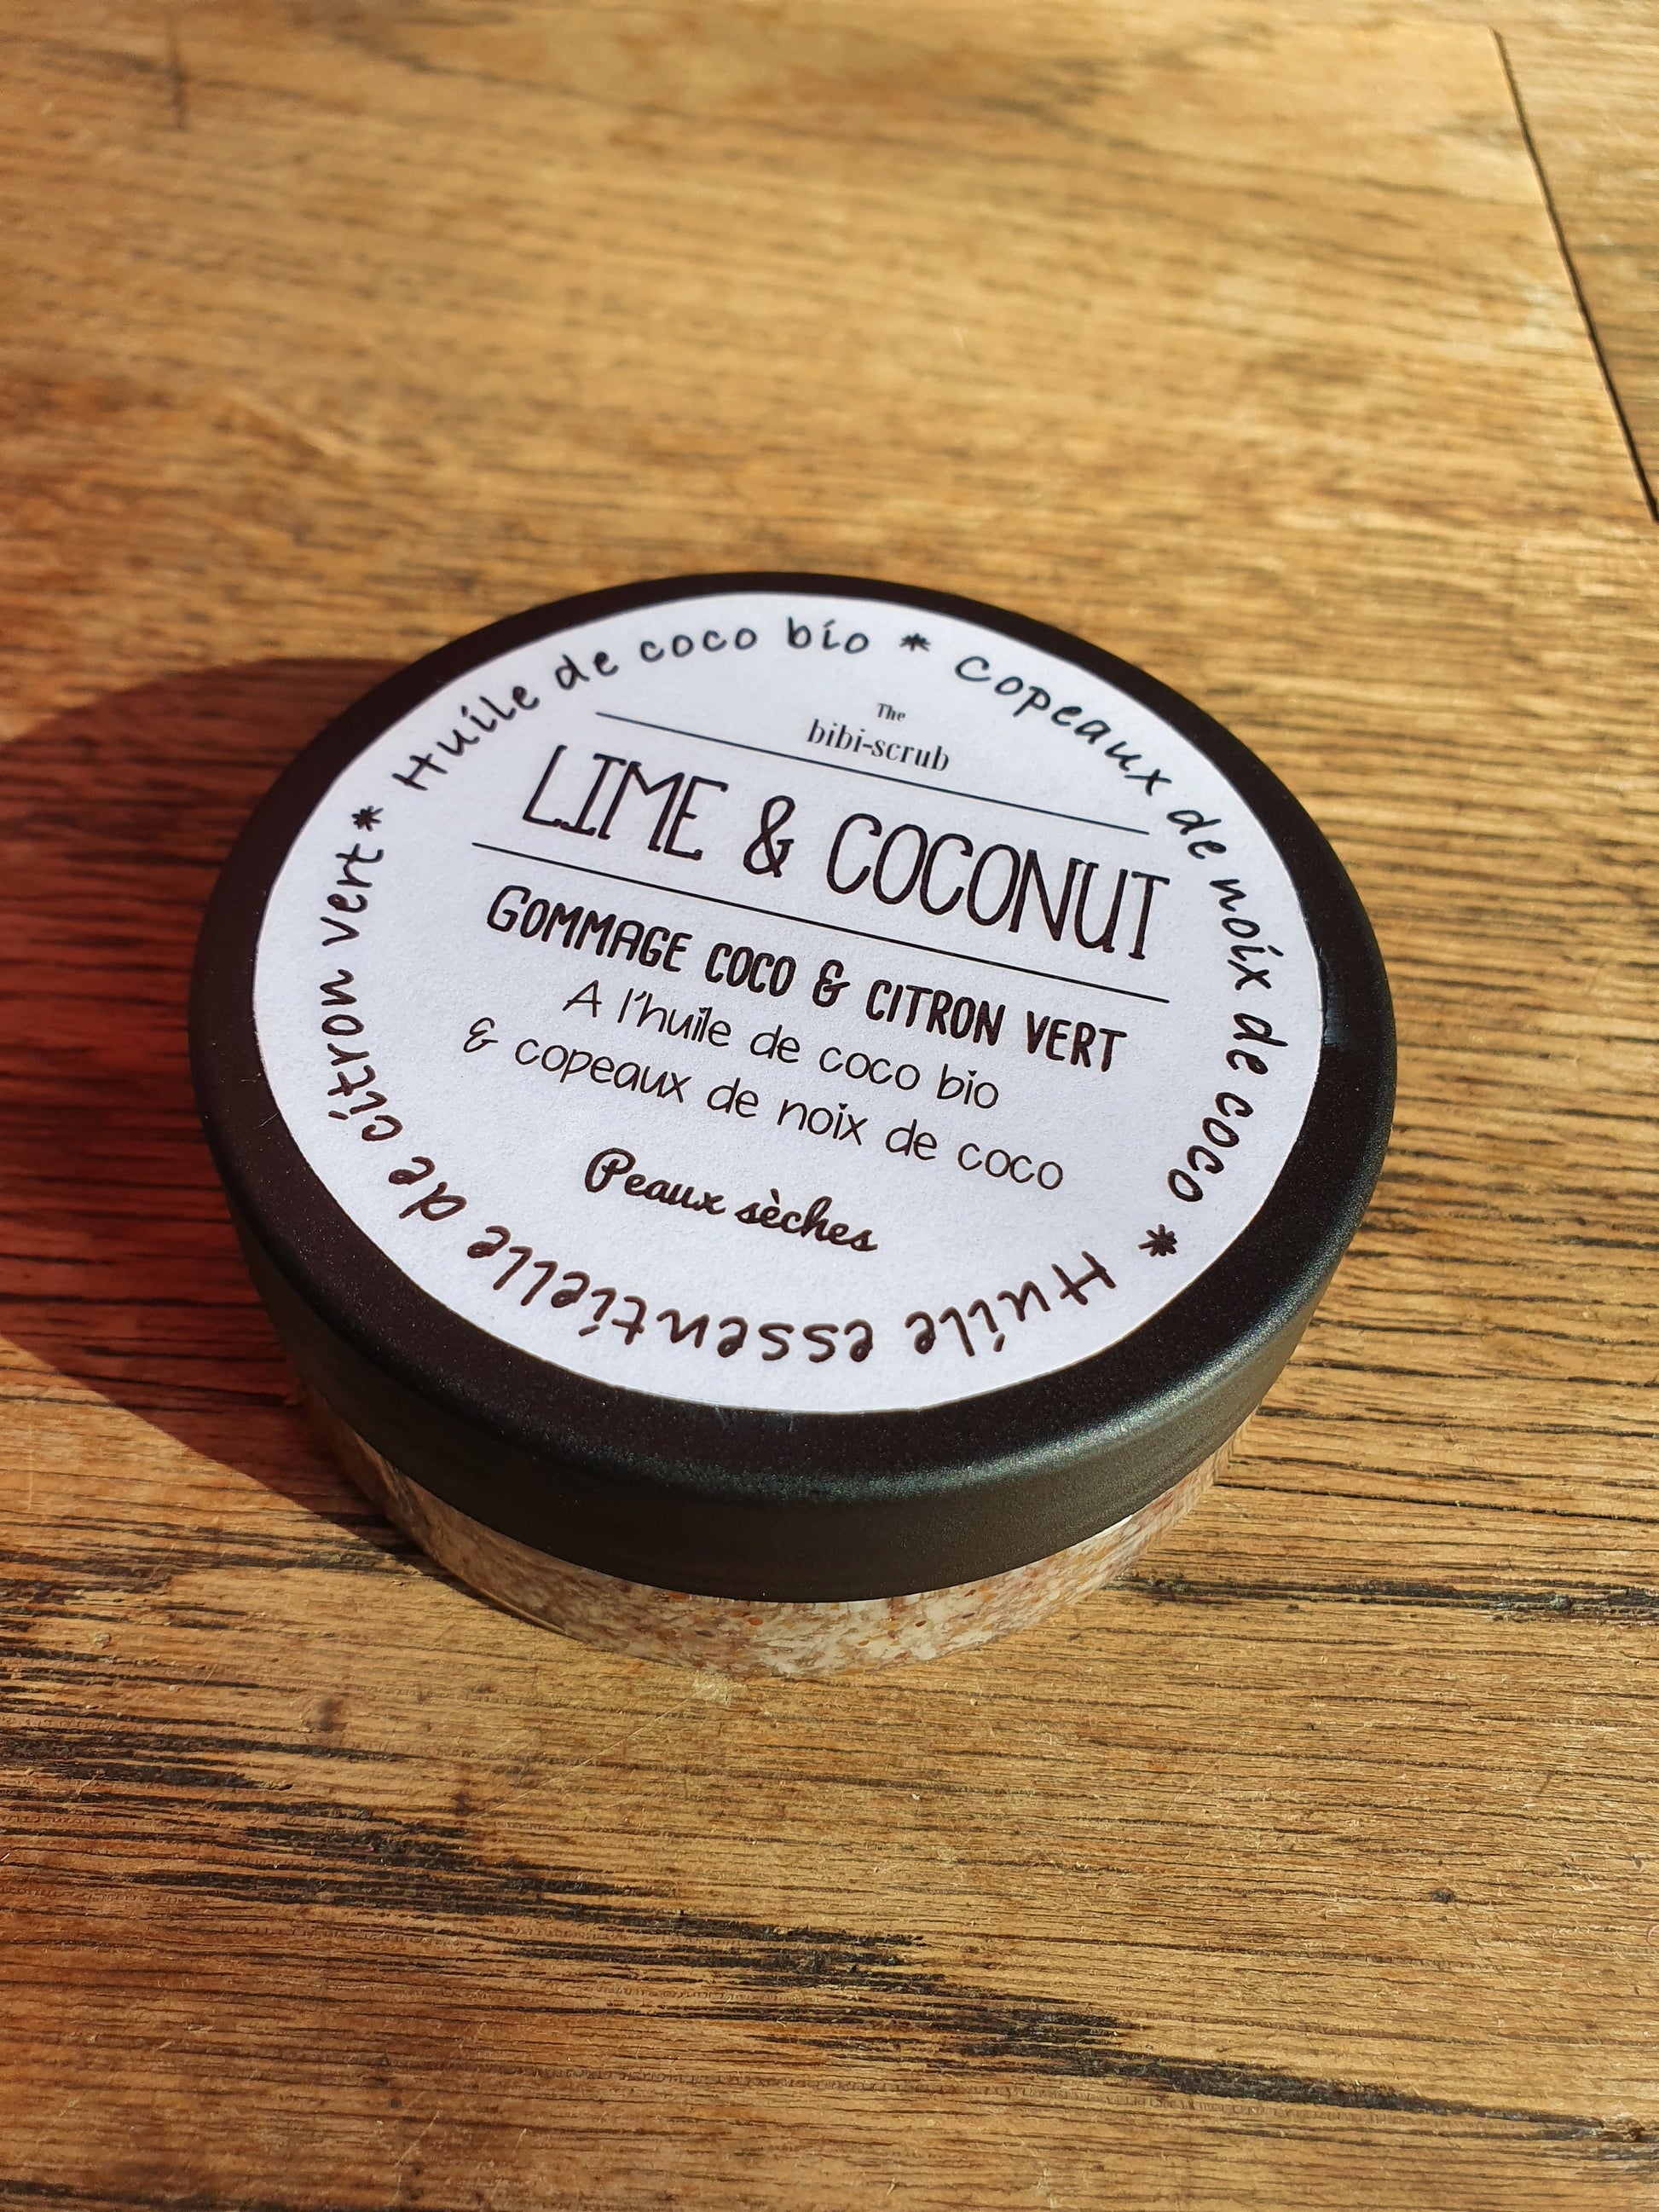 The
bibi-scrub
LIME & COCONUT
GOMMAGE COCO & CITRON VERT
A l'huile de coco bio
& copeaux de noix de coco
Peaux sèches
Huile de coco bio * Copeaux de noix de coco * Huile essentielle de citron vert *